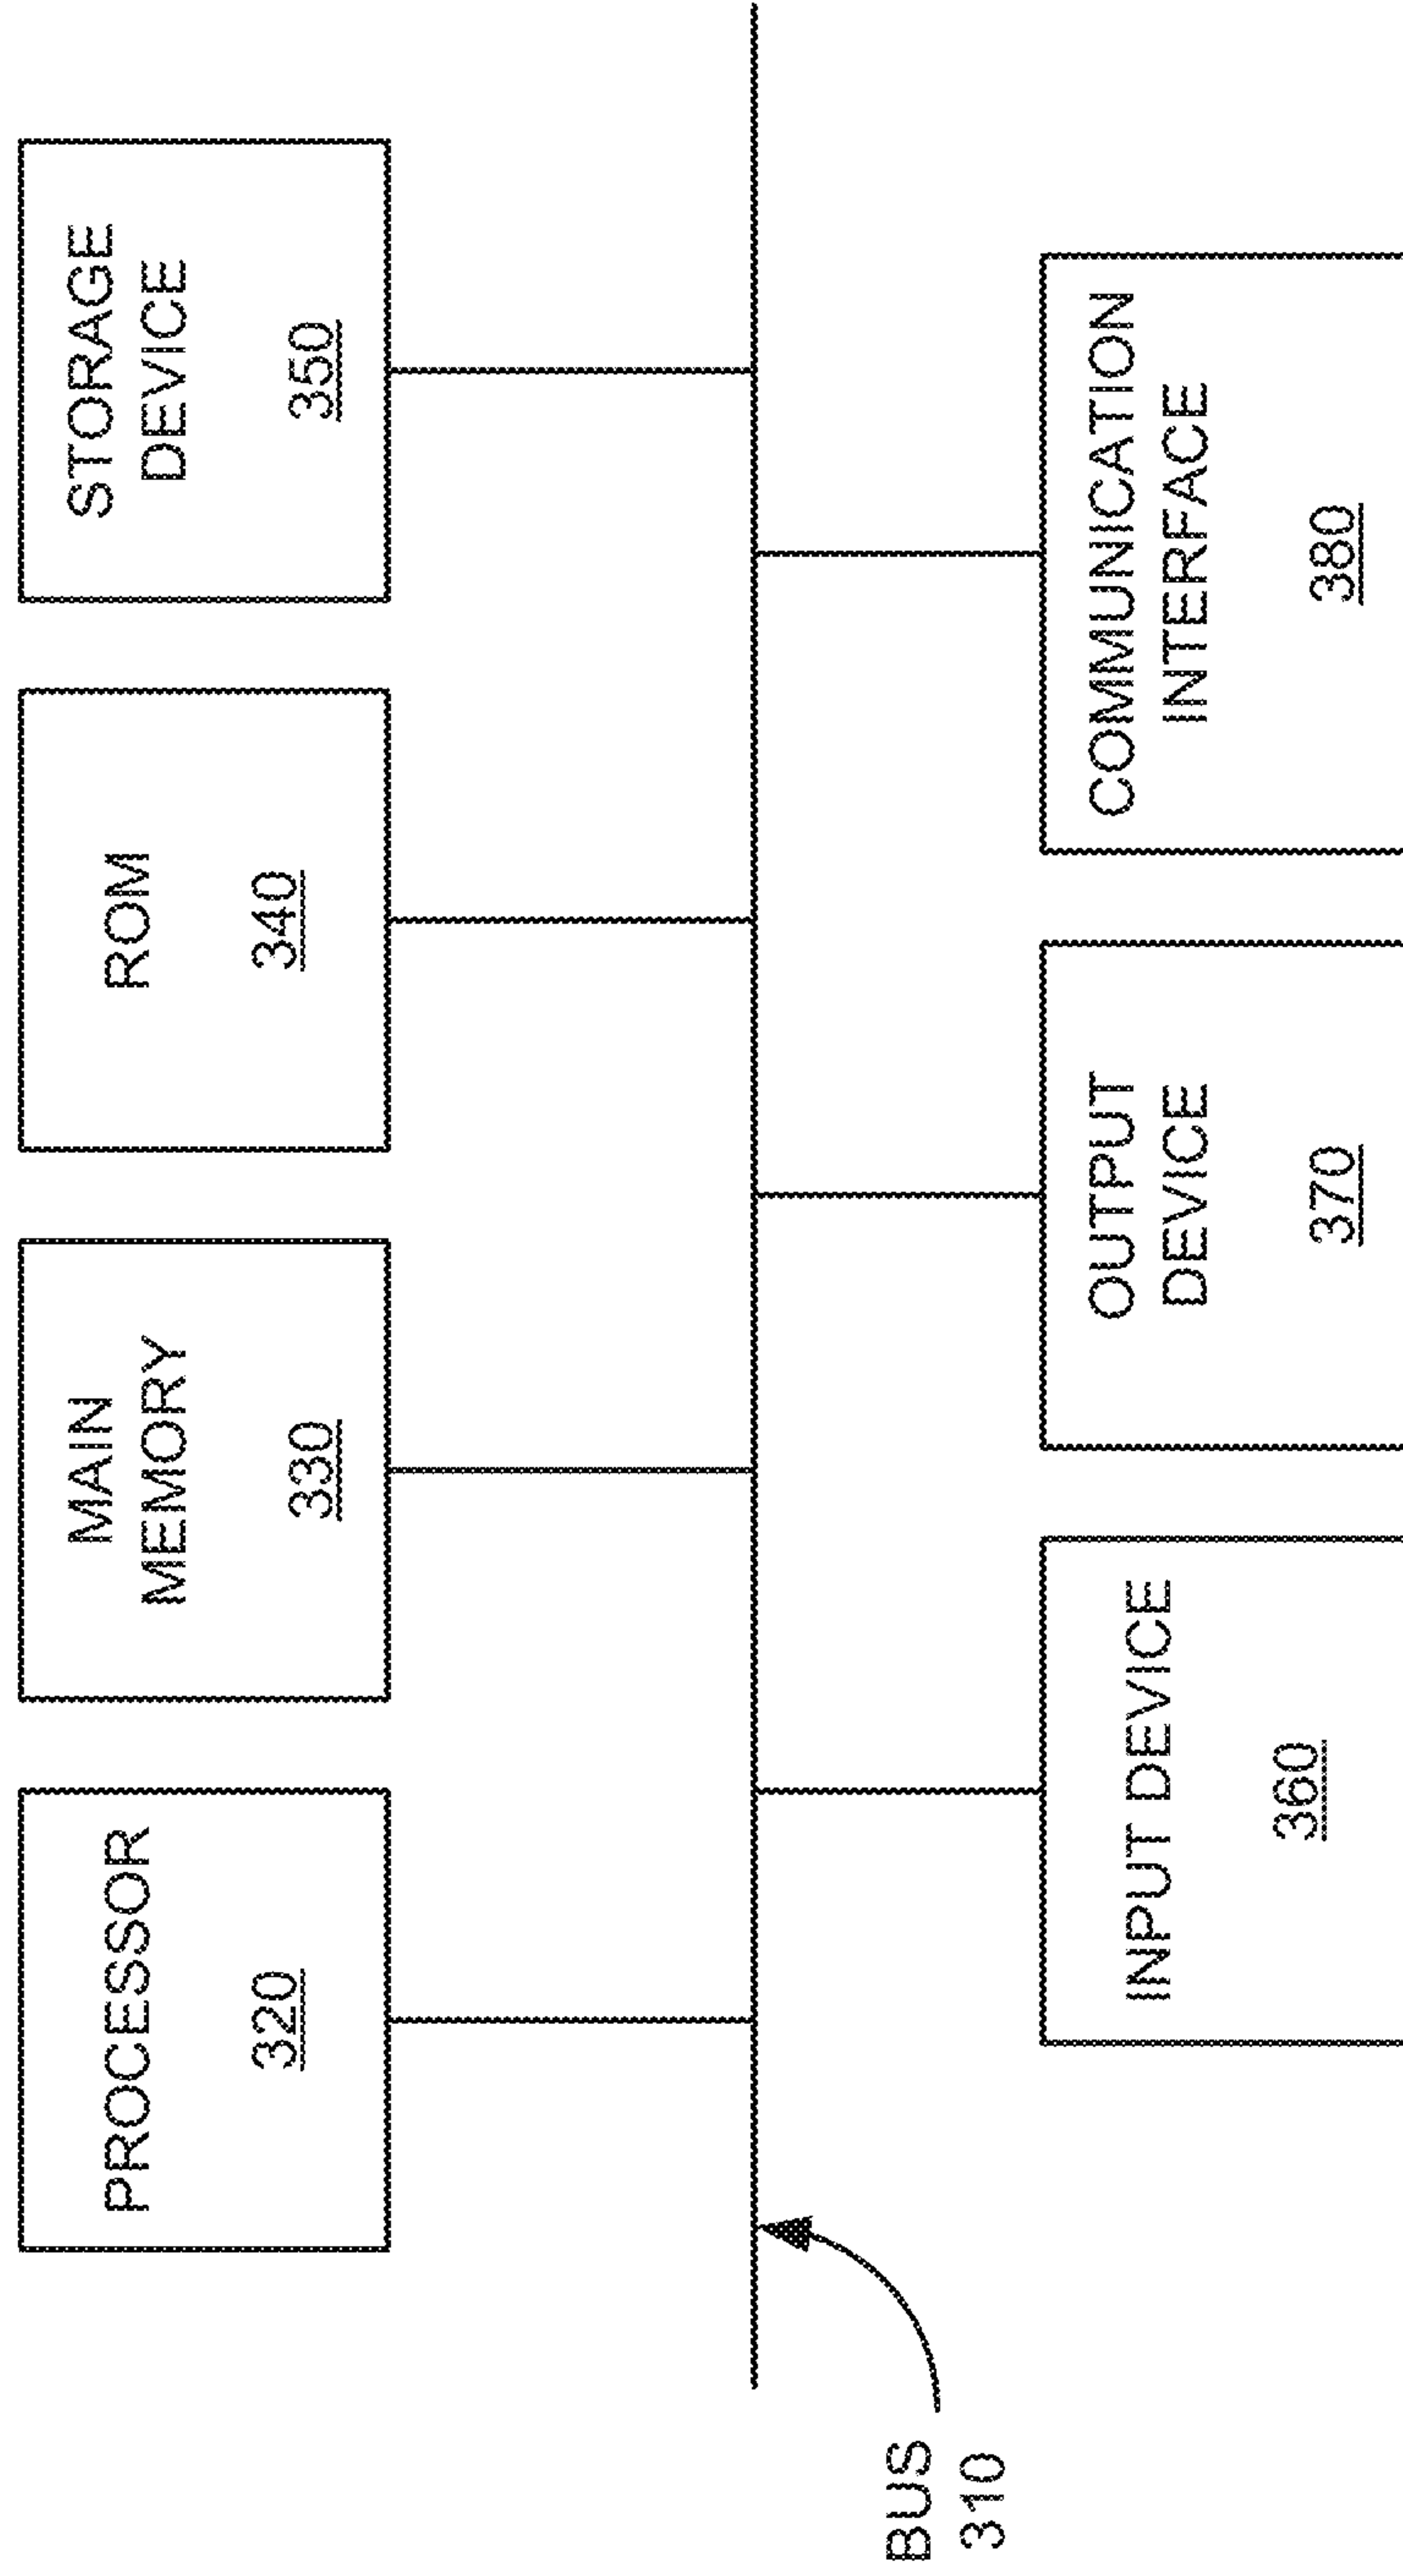 PROCESSOR
320
MAIN
MEMORY
330
ROM
340
STORAGE
DEVICE
350
BUS
310
INPUT DEVICE
360
OUTPUT
DEVICE
370
COMMUNICATION
INTERFACE
380